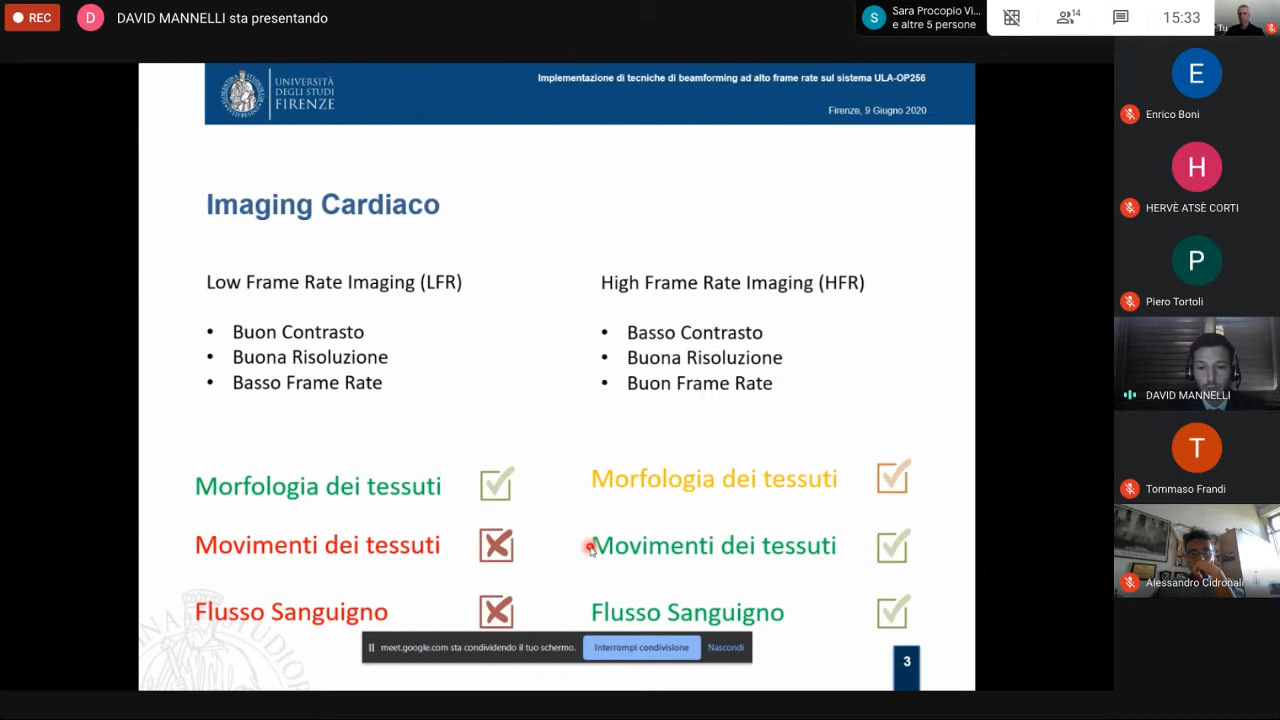 REC
D
DAVID MANNELLI sta presentando
S
Sara Procopio Vi...
e altre 5 persone
14
15:33
Tu
UNIVERSITÀ
DEGLI STUDI
FIRENZE
Implementazione di tecniche di beamforming ad alto frame rate sul sistema ULA-OP256
Firenze, 9 Giugno 2020
Imaging Cardiaco
Low Frame Rate Imaging (LFR)
• Buon Contrasto
• Buona Risoluzione
• Basso Frame Rate
High Frame Rate Imaging (HFR)
• Basso Contrasto
• Buona Risoluzione
• Buon Frame Rate
Morfologia dei tessuti
Movimenti dei tessuti
Flusso Sanguigno
Morfologia dei tessuti
Movimenti dei tessuti
Flusso Sanguigno
meet.google.com sta condividendo il tuo schermo.
Interrompi condivisione
Nascondi
3
E
Enrico Boni
H
HERVÈ ATSÈ CORTI
P
Piero Tortoli
DAVID MANNELLI
T
Tommaso Frandi
Alessandro Cidronali